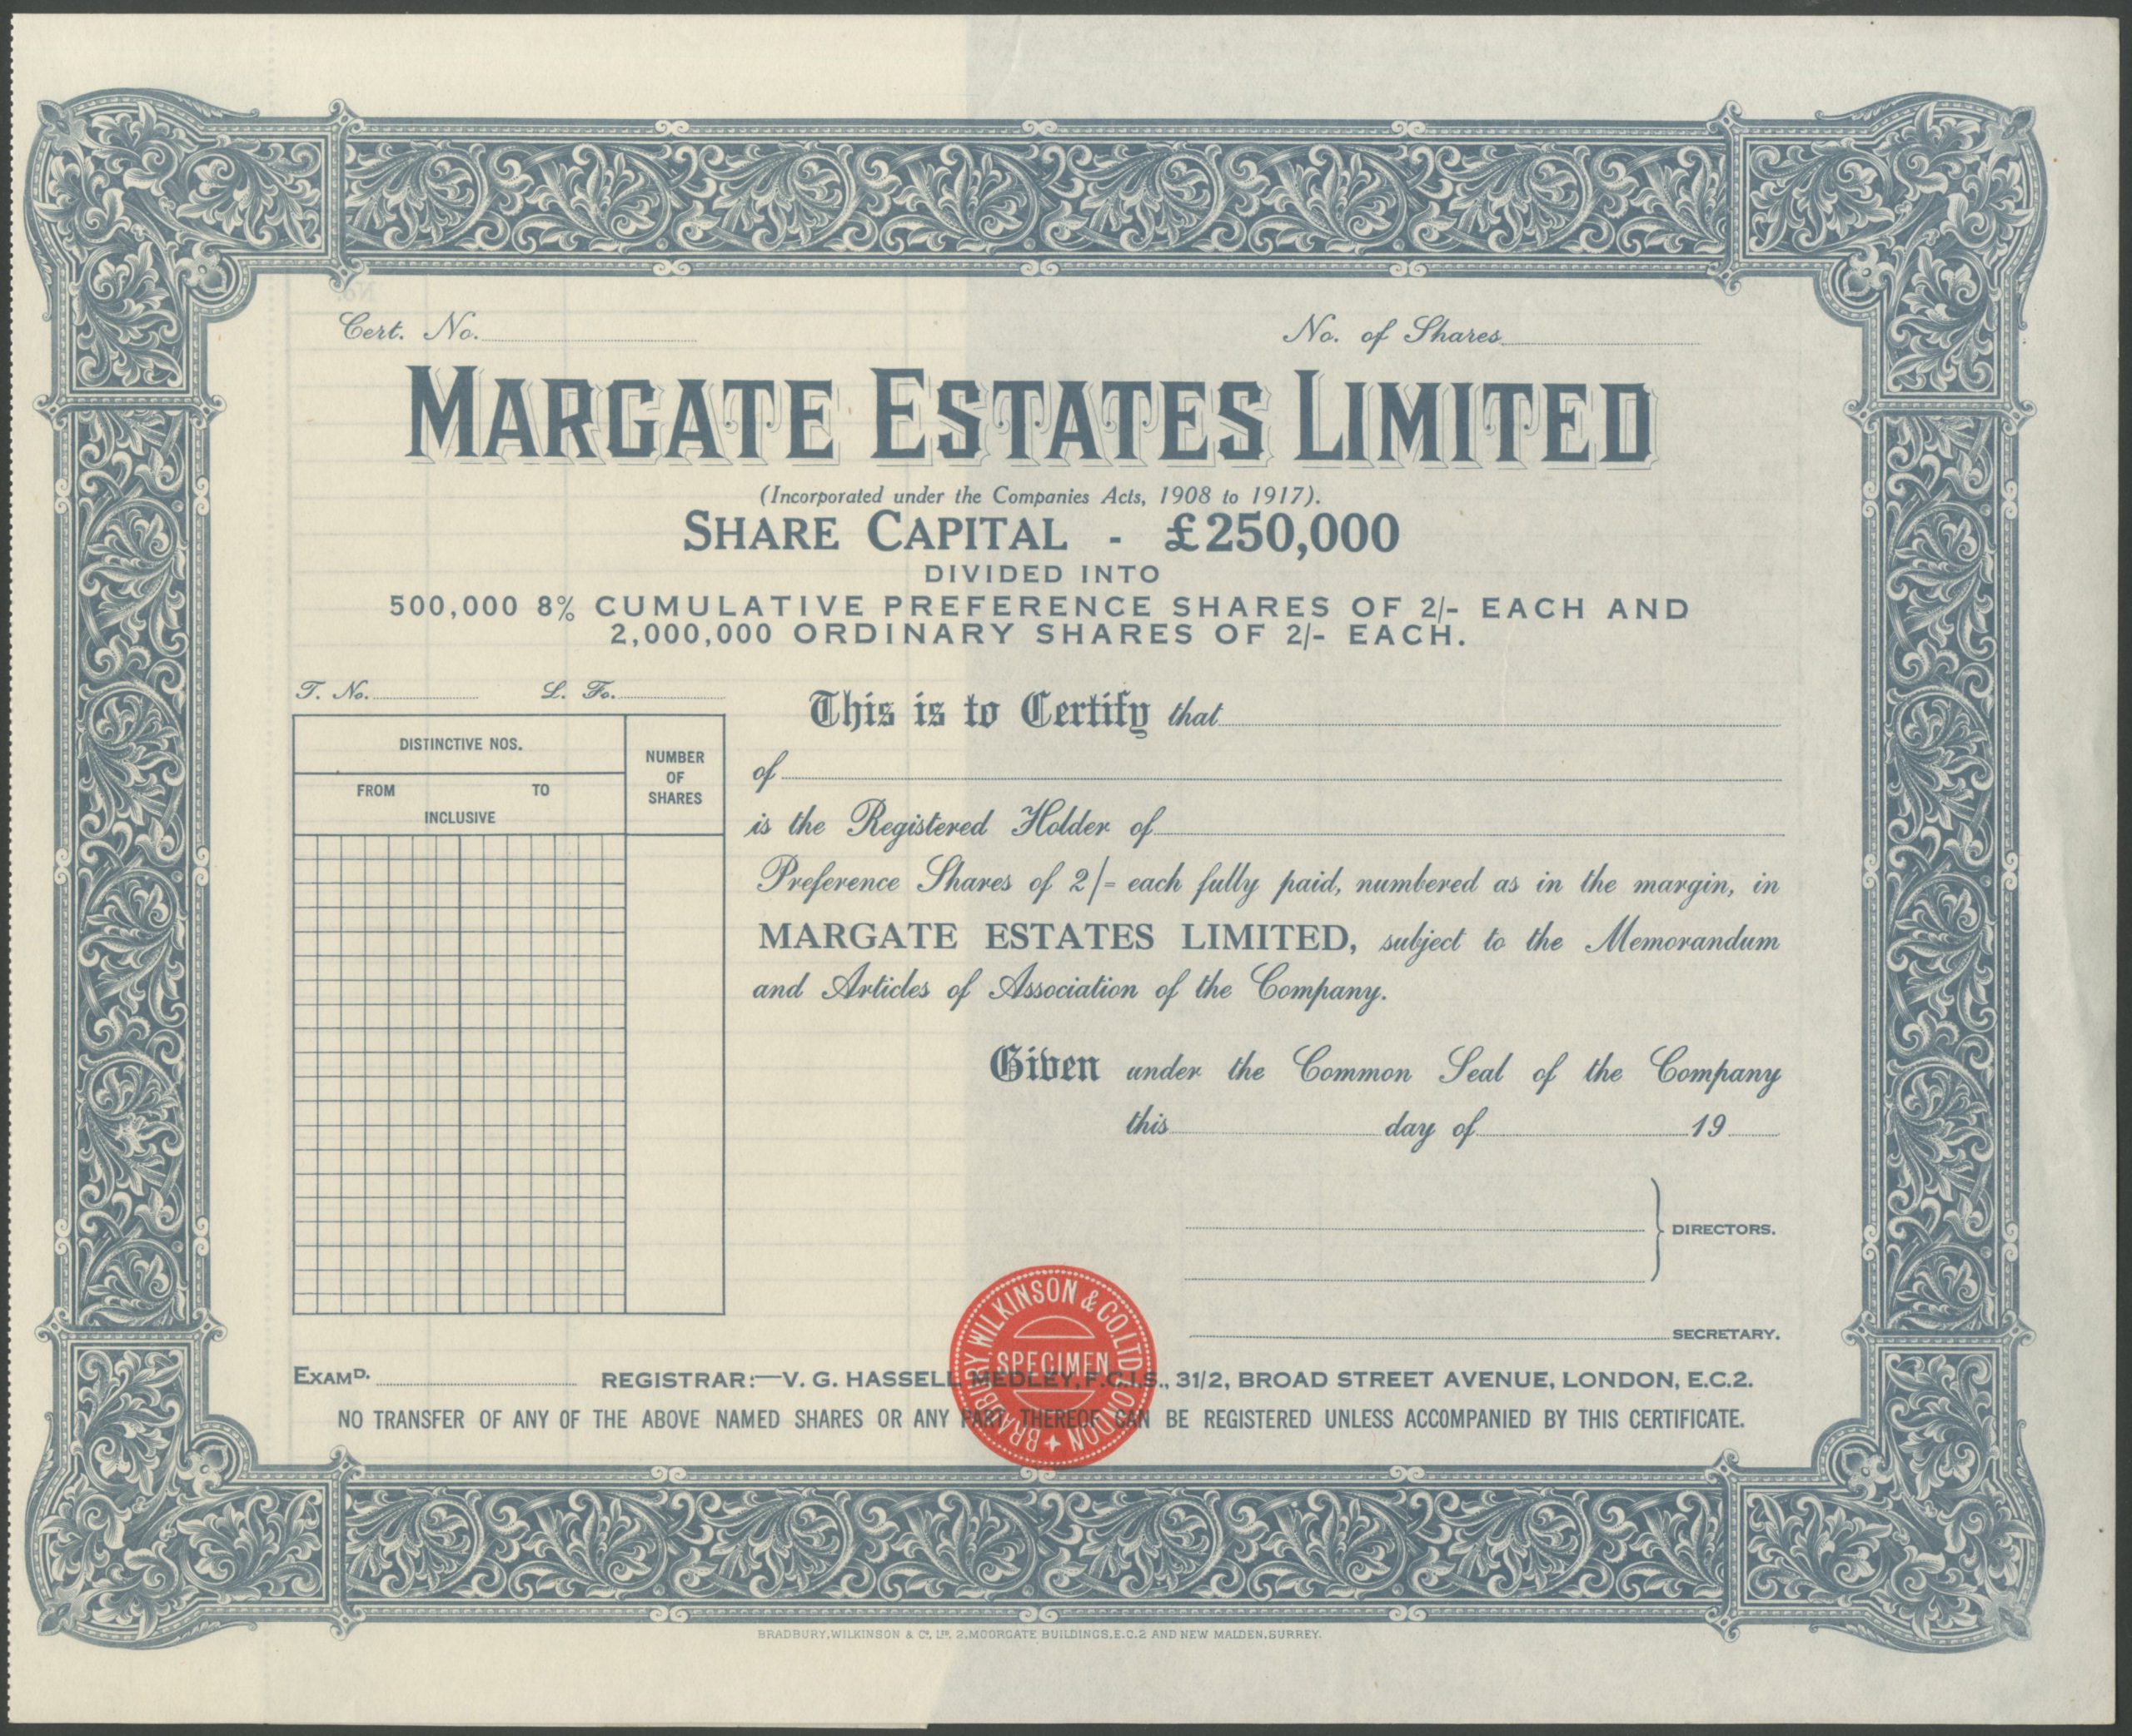 Cert. No.
No. of Shares
MARGATE ESTATES LIMITED
(Incorporated under the Companies Acts, 1908 to 1917).
SHARE CAPITAL - £250,000
DIVIDED INTO
500,000 8% CUMULATIVE PREFERENCE SHARES OF 2/- EACH AND
2,000,000 ORDINARY SHARES OF 2/- EACH.
T. No. L. Fo.
DISTINCTIVE NOS.
FROM TO
INCLUSIVE
NUMBER
OF
SHARES
This is to Certify that
of
is the Registered Holder of
Preference Shares of 2/= each fully paid, numbered as in the margin, in
MARGATE ESTATES LIMITED, subject to the Memorandum
and Articles of Association of the Company.
Given under the Common Seal of the Company
this day of 19
DIRECTORS.
SECRETARY.
BRADBURY, WILKINSON & CO. LTD. LONDON
SPECIMEN
EXAMD.
REGISTRAR:—V. G. HASSELL MEDLEY, F.C.I.S., 31/2, BROAD STREET AVENUE, LONDON, E.C.2.
NO TRANSFER OF ANY OF THE ABOVE NAMED SHARES OR ANY PART THEREOF CAN BE REGISTERED UNLESS ACCOMPANIED BY THIS CERTIFICATE.
BRADBURY, WILKINSON & Co. LTD. 2, MOORGATE BUILDINGS, E.C.2 AND NEW MALDEN, SURREY.